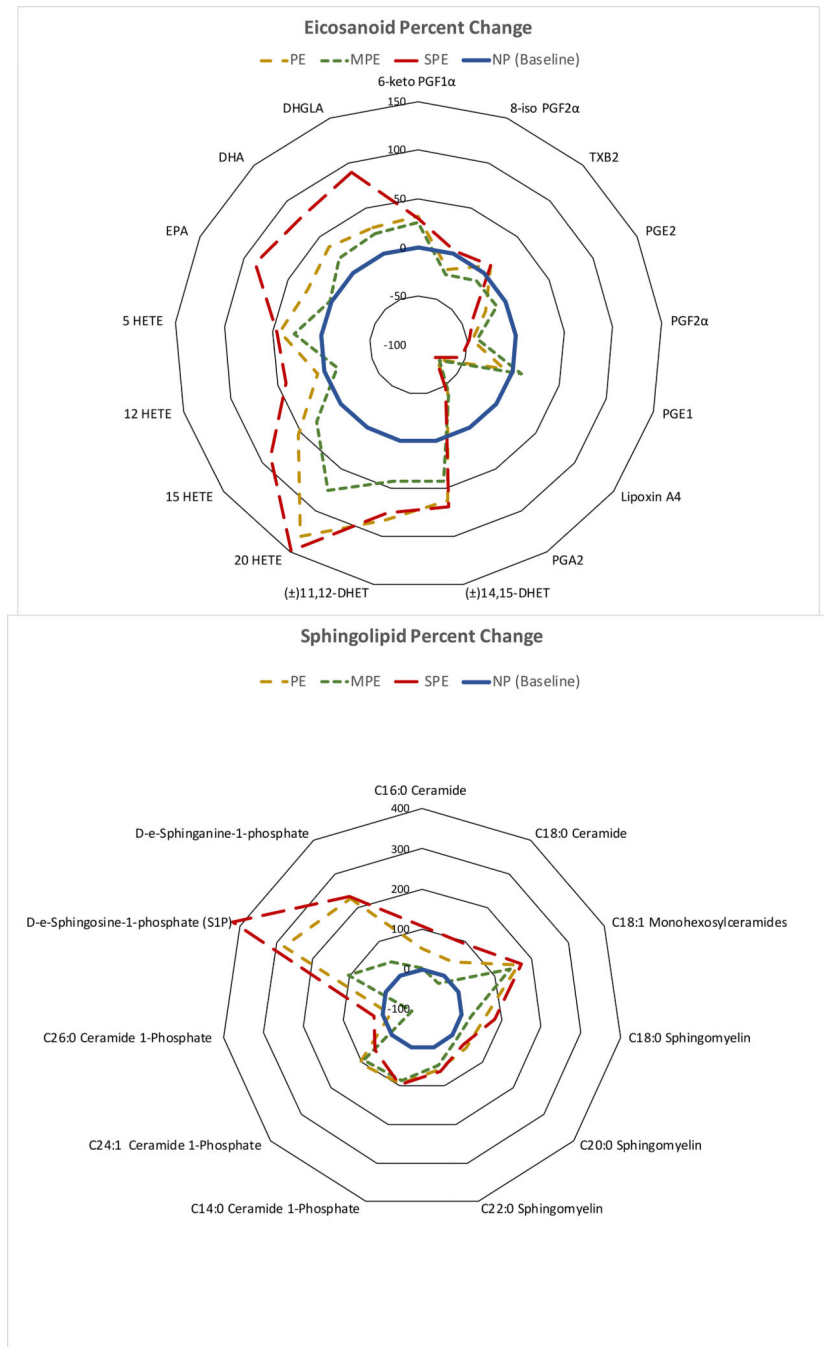 Eicosanoid Percent Change
PE MPE SPE NP (Baseline)
6-keto PGF1α
8-iso PGF2α
TXB2
PGE2
PGF2α
PGE1
Lipoxin A4
PGA2
(±)14,15-DHET
(±)11,12-DHET
20 HETE
15 HETE
12 HETE
5 HETE
EPA
DHA
DHGLA
150
100
50
0
-50
-100
Sphingolipid Percent Change
PE MPE SPE NP (Baseline)
C16:0 Ceramide
C18:0 Ceramide
C18:1 Monohexosylceramides
C18:0 Sphingomyelin
C20:0 Sphingomyelin
C22:0 Sphingomyelin
C14:0 Ceramide 1-Phosphate
C24:1 Ceramide 1-Phosphate
C26:0 Ceramide 1-Phosphate
D-e-Sphingosine-1-phosphate (S1P)
D-e-Sphinganine-1-phosphate
400
300
200
100
0
-100